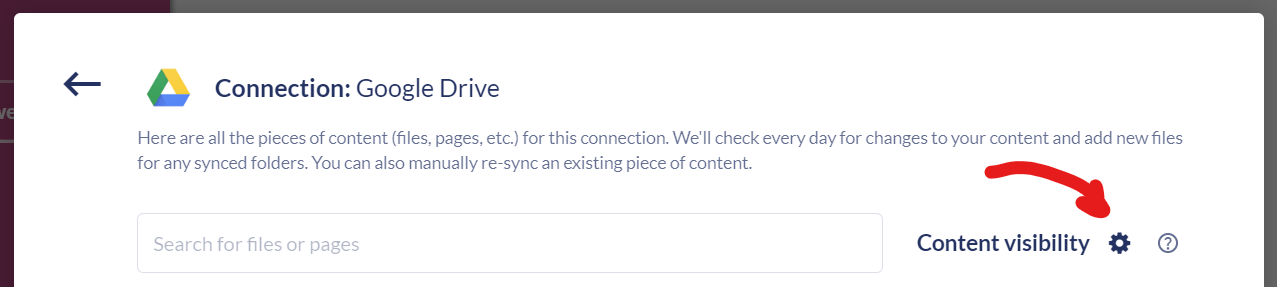 Connection: Google Drive
Here are all the pieces of content (files, pages, etc.) for this connection. We'll check every day for changes to your content and add new files
for any synced folders. You can also manually re-sync an existing piece of content.
Search for files or pages
Content visibility